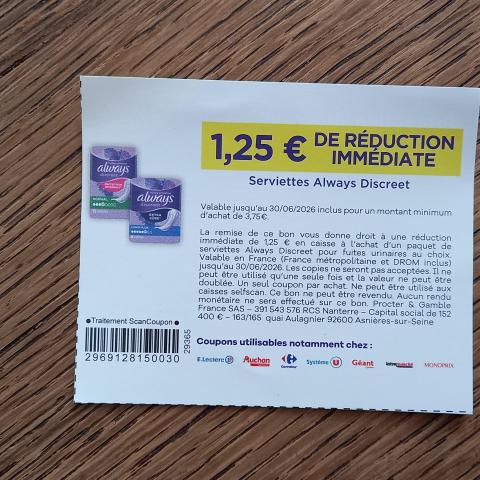 1,25 € DE RÉDUCTION
IMMÉDIATE
Serviettes Always Discreet
Valable jusqu'au 30/06/2026 inclus pour un montant minimum
d'achat de 3,75€.
La remise de ce bon vous donne droit à une réduction
immédiate de 1,25 € en caisse à l'achat d'un paquet de
serviettes Always Discreet pour fuites urinaires au choix.
Valable en France (France métropolitaine et DROM inclus)
jusqu'au 30/06/2026. Les copies ne seront pas acceptées. Il ne
peut être utilisé qu'une seule fois et la valeur ne peut être
doublée. Un seul coupon par achat. Ne peut être utilisé aux
caisses selfscan. Ce bon ne peut être revendu. Aucun rendu
monétaire ne sera effectué sur ce bon. Procter & Gamble
France SAS – 391 543 576 RCS Nanterre – Capital social de 152
400 € – 163/165 quai Aulagnier 92600 Asnières-sur-Seine
Coupons utilisables notamment chez :
E.Leclerc Auchan Carrefour Système U Géant intermarché MONOPRIX
always
discreet
NORMAL
always
discreet
LONG PLUS
Traitement ScanCoupon
2969128150030
29365